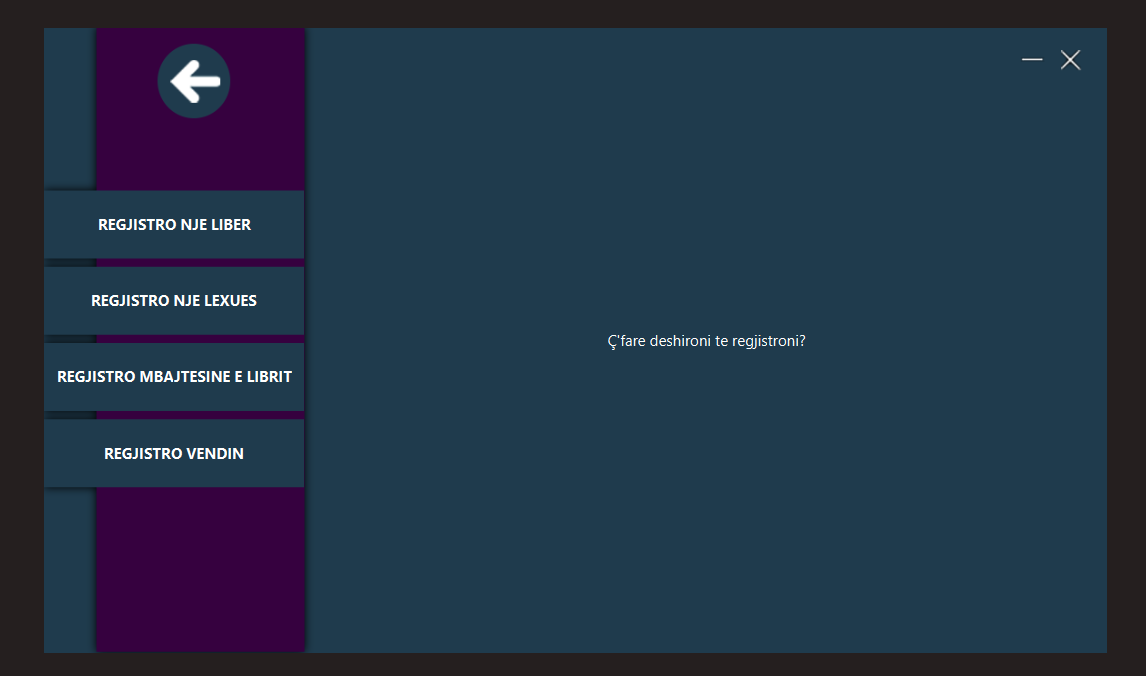 REGJISTRO NJE LIBER
REGJISTRO NJE LEXUES
REGJISTRO MBAJTESINE E LIBRIT
REGJISTRO VENDIN
Ç'fare deshironi te regjistroni?